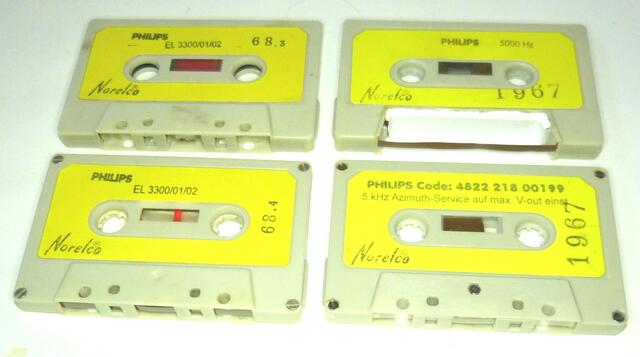 PHILIPS
EL 3300/01/02
68.3
Norelco
PHILIPS 5000 Hz
Norelco
1967
PHILIPS
EL 3300/01/02
68.4
Norelco
PHILIPS Code: 4822 218 00199
5 kHz Azimuth-Service auf max. V-out einst
Norelco
1967